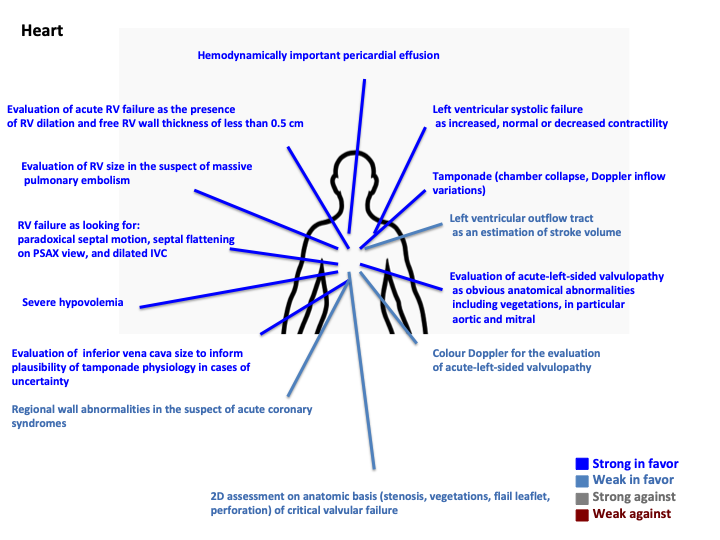 Heart
Hemodynamically important pericardial effusion
Evaluation of acute RV failure as the presence
of RV dilation and free RV wall thickness of less than 0.5 cm
Left ventricular systolic failure
as increased, normal or decreased contractility
Evaluation of RV size in the suspect of massive
pulmonary embolism
Tamponade (chamber collapse, Doppler inflow
variations)
Left ventricular outflow tract
as an estimation of stroke volume
RV failure as looking for:
paradoxical septal motion, septal flattening
on PSAX view, and dilated IVC
Evaluation of acute-left-sided valvulopathy
as obvious anatomical abnormalities
including vegetations, in particular
aortic and mitral
Severe hypovolemia
Evaluation of inferior vena cava size to inform
plausibility of tamponade physiology in cases of
uncertainty
Colour Doppler for the evaluation
of acute-left-sided valvulopathy
Regional wall abnormalities in the suspect of acute coronary
syndromes
2D assessment on anatomic basis (stenosis, vegetations, flail leaflet,
perforation) of critical valvular failure
Strong in favor
Weak in favor
Strong against
Weak against